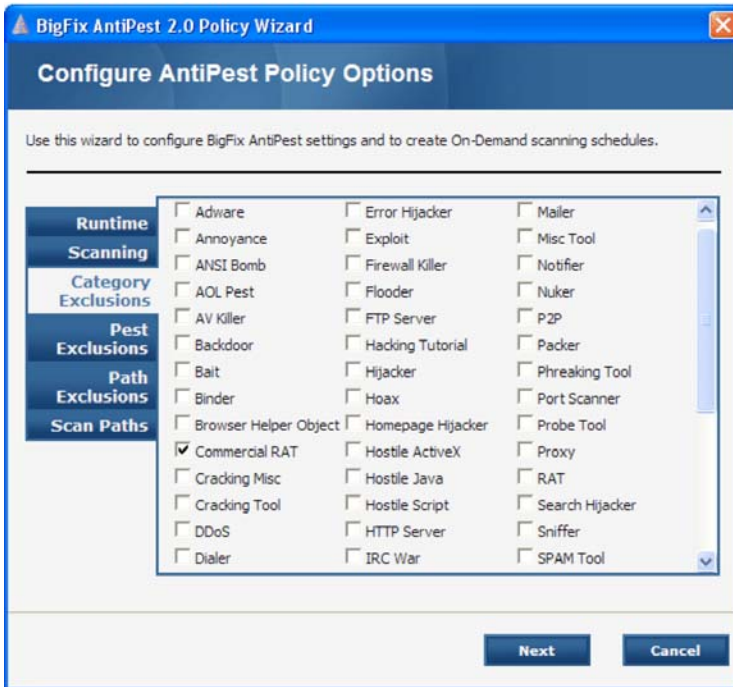 BigFix AntiPest 2.0 Policy Wizard
Configure AntiPest Policy Options
Use this wizard to configure BigFix AntiPest settings and to create On-Demand scanning schedules.
Runtime
Scanning
Category
Exclusions
Pest
Exclusions
Path
Exclusions
Scan Paths
Adware Error Hijacker Mailer
Annoyance Exploit Misc Tool
ANSI Bomb Firewall Killer Notifier
AOL Pest Flooder Nuker
AV Killer FTP Server P2P
Backdoor Hacking Tutorial Packer
Bait Hijacker Phreaking Tool
Binder Hoax Port Scanner
Browser Helper Object Homepage Hijacker Probe Tool
Commercial RAT Hostile ActiveX Proxy
Cracking Misc Hostile Java RAT
Cracking Tool Hostile Script Search Hijacker
DDoS HTTP Server Sniffer
Dialer IRC War SPAM Tool
Next Cancel